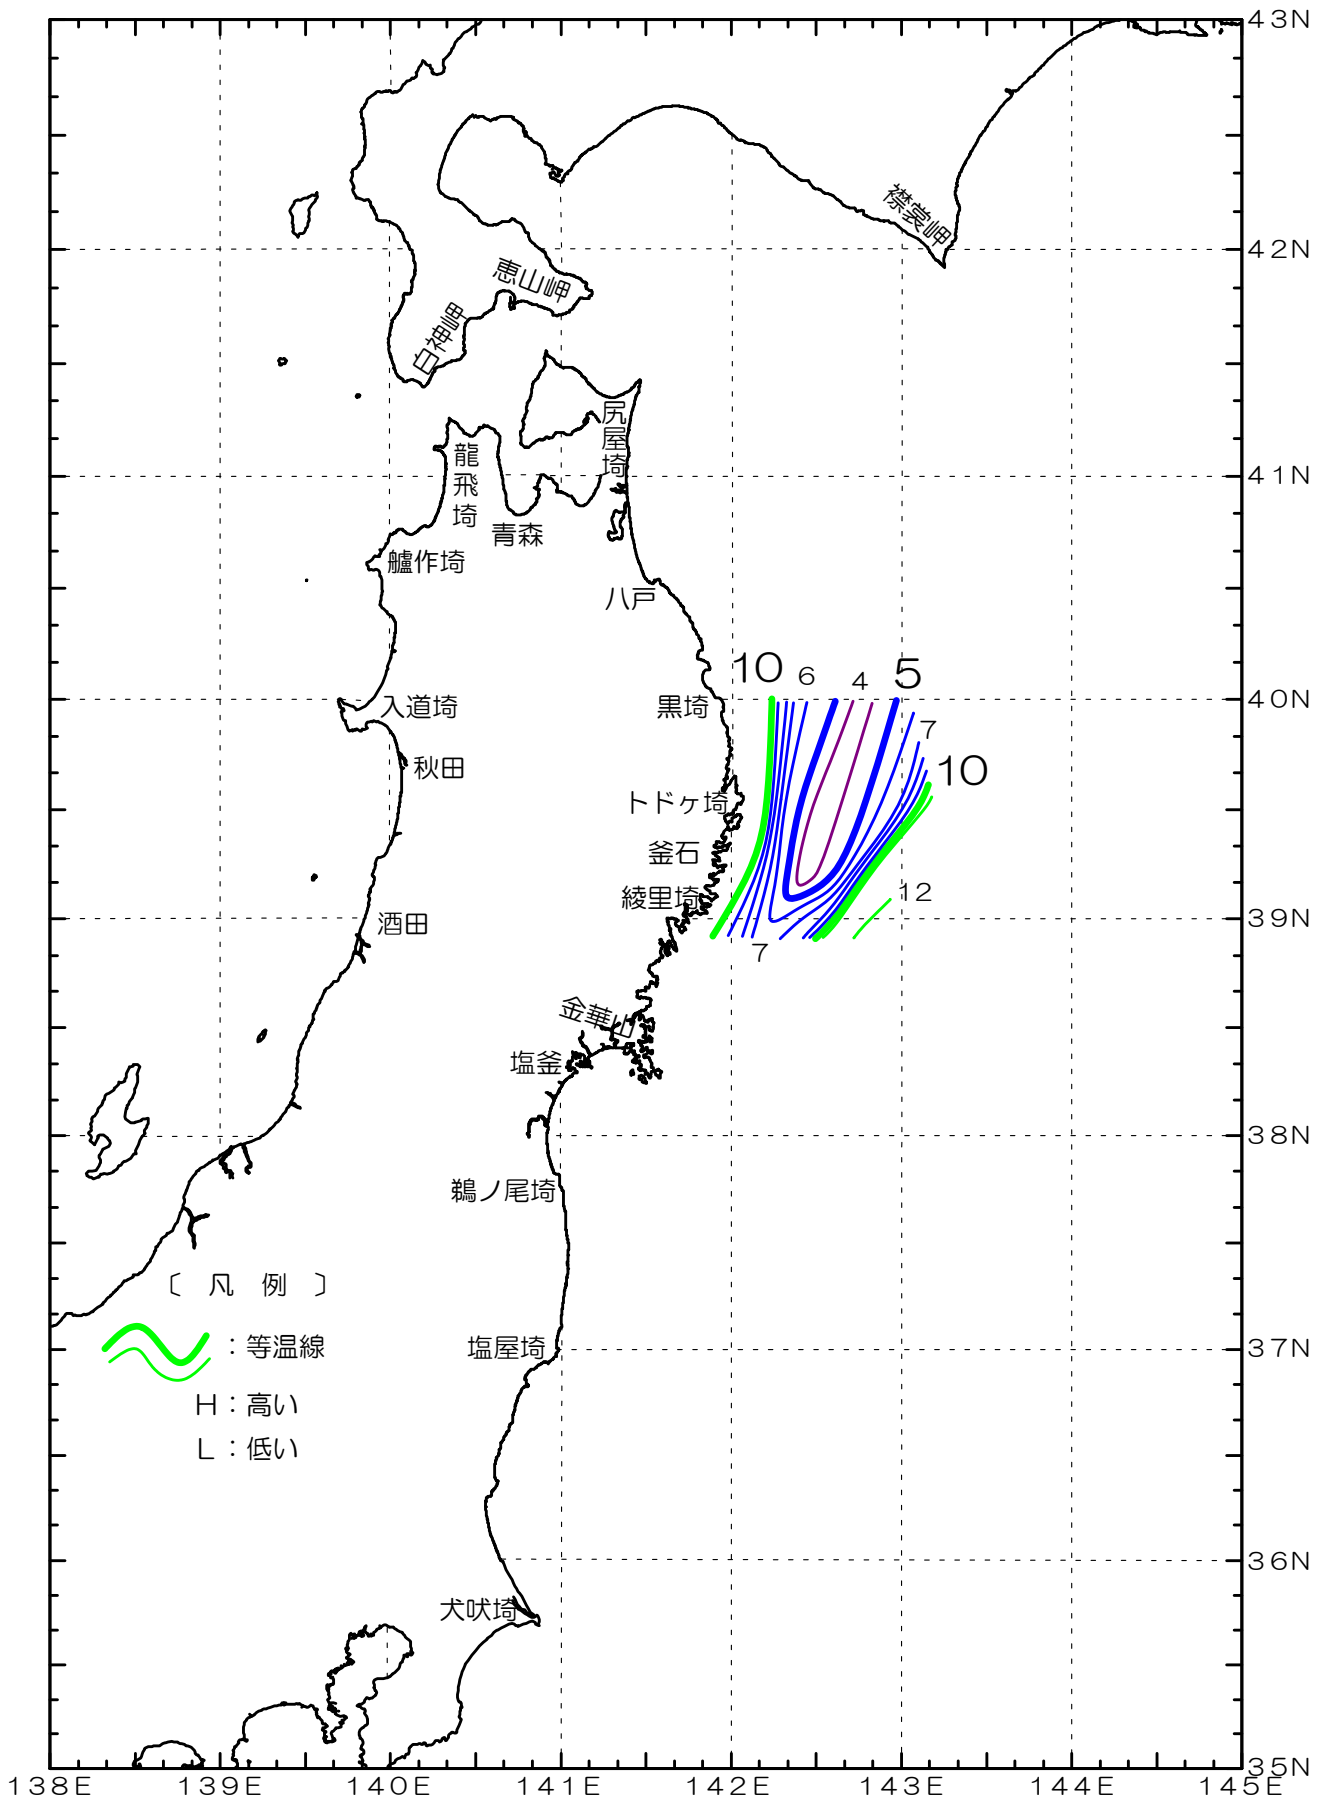 43N
襟裳岬
42N
恵山岬
白神岬
尻屋埼
龍飛埼
41N
青森
艫作埼
八戸
10
6
4
5
40N
入道埼
黒埼
7
秋田
10
トドヶ埼
釜石
綾里埼
12
39N
酒田
7
金華山
塩釜
38N
鵜ノ尾埼
〔 凡 例 〕
:等温線
塩屋埼
37N
H:高い
L:低い
36N
犬吠埼
35N
138E 139E 140E 141E 142E 143E 144E 145E